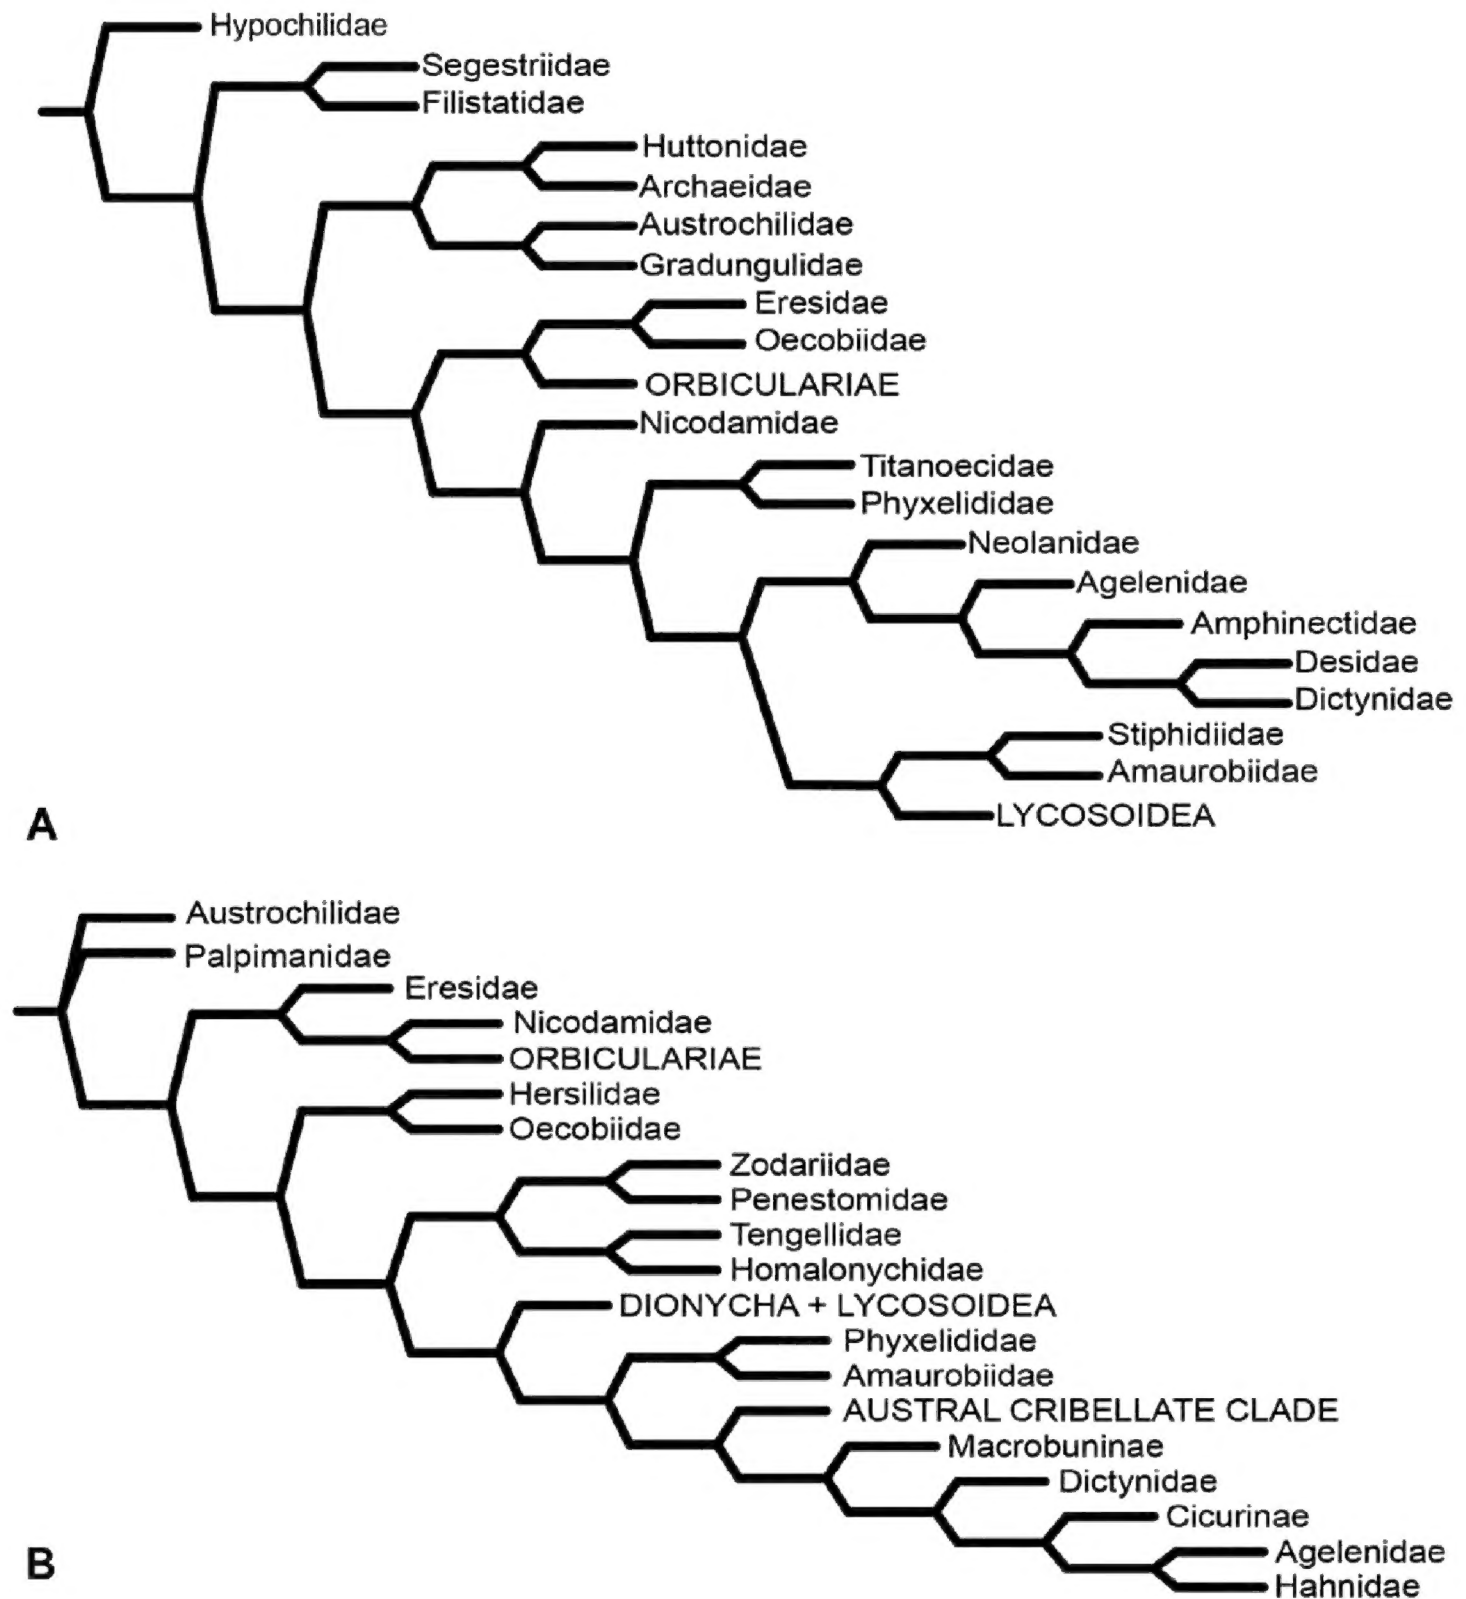 Hypochilidae
Segestriidae
Filistatidae
Huttonidae
Archaeidae
Austrochilidae
Gradungulidae
Eresidae
Oecobiidae
ORBICULARIAE
Nicodamidae
Titanoecidae
Phyxelididae
Neolanidae
Agelenidae
Amphinectidae
Desidae
Dictynidae
Stiphidiidae
Amaurobiidae
LYCOSOIDEA
A
Austrochilidae
Palpimanidae
Eresidae
Nicodamidae
ORBICULARIAE
Hersilidae
Oecobiidae
Zodariidae
Penestomidae
Tengellidae
Homalonychidae
DIONYCHA + LYCOSOIDEA
Phyxelididae
Amaurobiidae
AUSTRAL CRIBELLATE CLADE
Macrobuninae
Dictynidae
Cicurinae
Agelenidae
Hahnidae
B